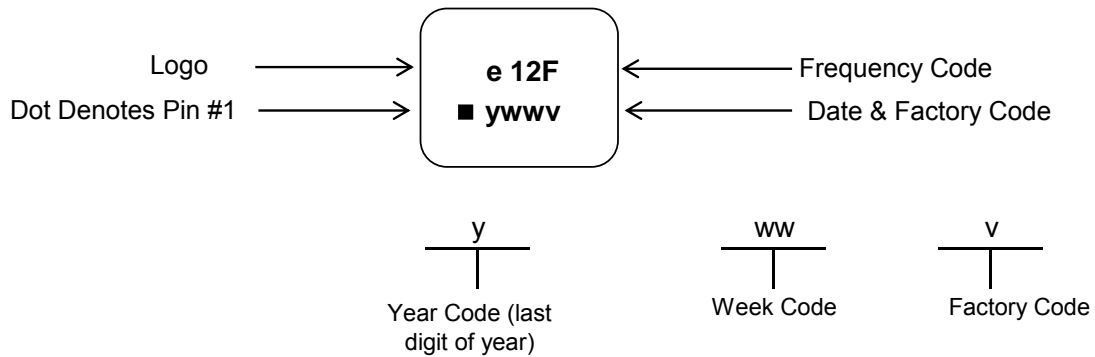 Logo
e 12F
Frequency Code
Dot Denotes Pin #1
■ ywwv
Date & Factory Code
y
ww
v
Year Code (last
digit of year)
Week Code
Factory Code